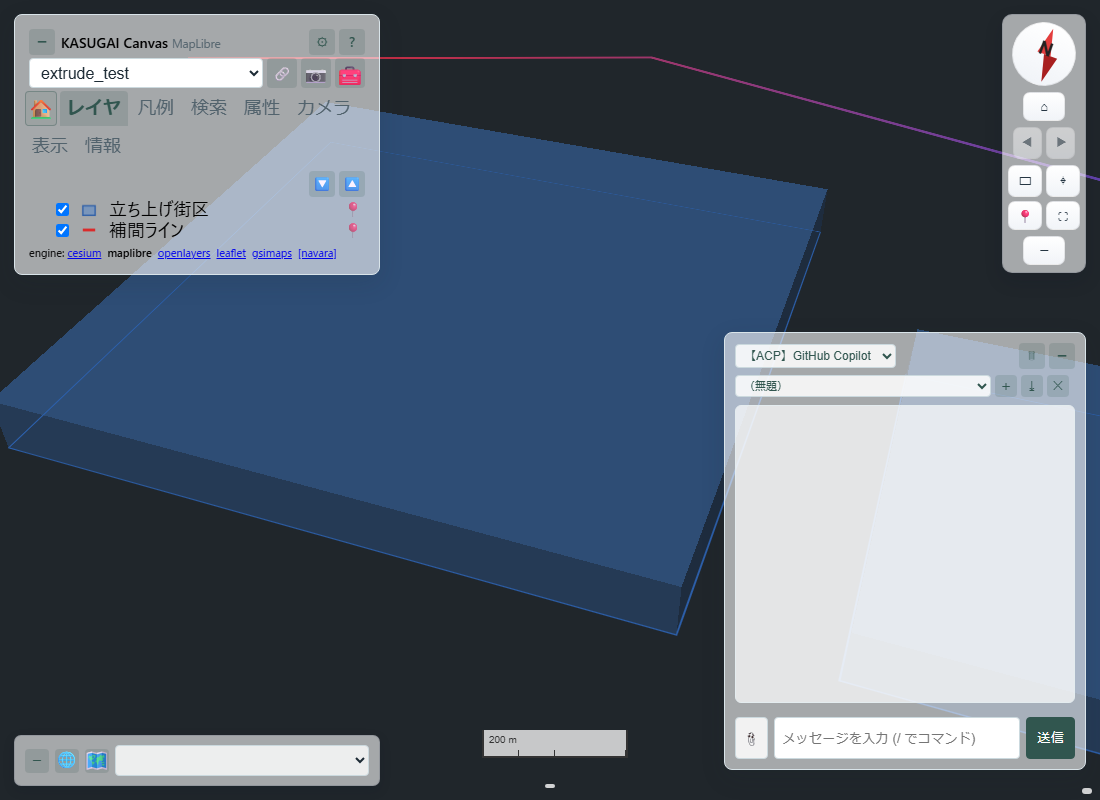 KASUGAI Canvas MapLibre
?
extrude_test
レイヤ 凡例 検索 属性 カメラ
表示 情報
立ち上げ街区
補間ライン
engine: cesium maplibre openlayers leaflet gsimaps [navara]
N
【ACP】GitHub Copilot
（無題）
メッセージを入力 (/ でコマンド)
送信
200 m